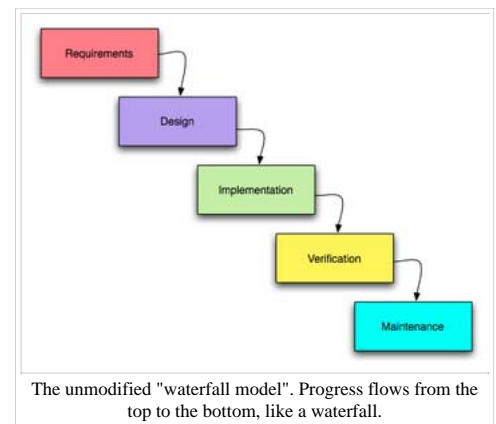 Requirements
Design
Implementation
Verification
Maintenance
The unmodified "waterfall model". Progress flows from the
top to the bottom, like a waterfall.